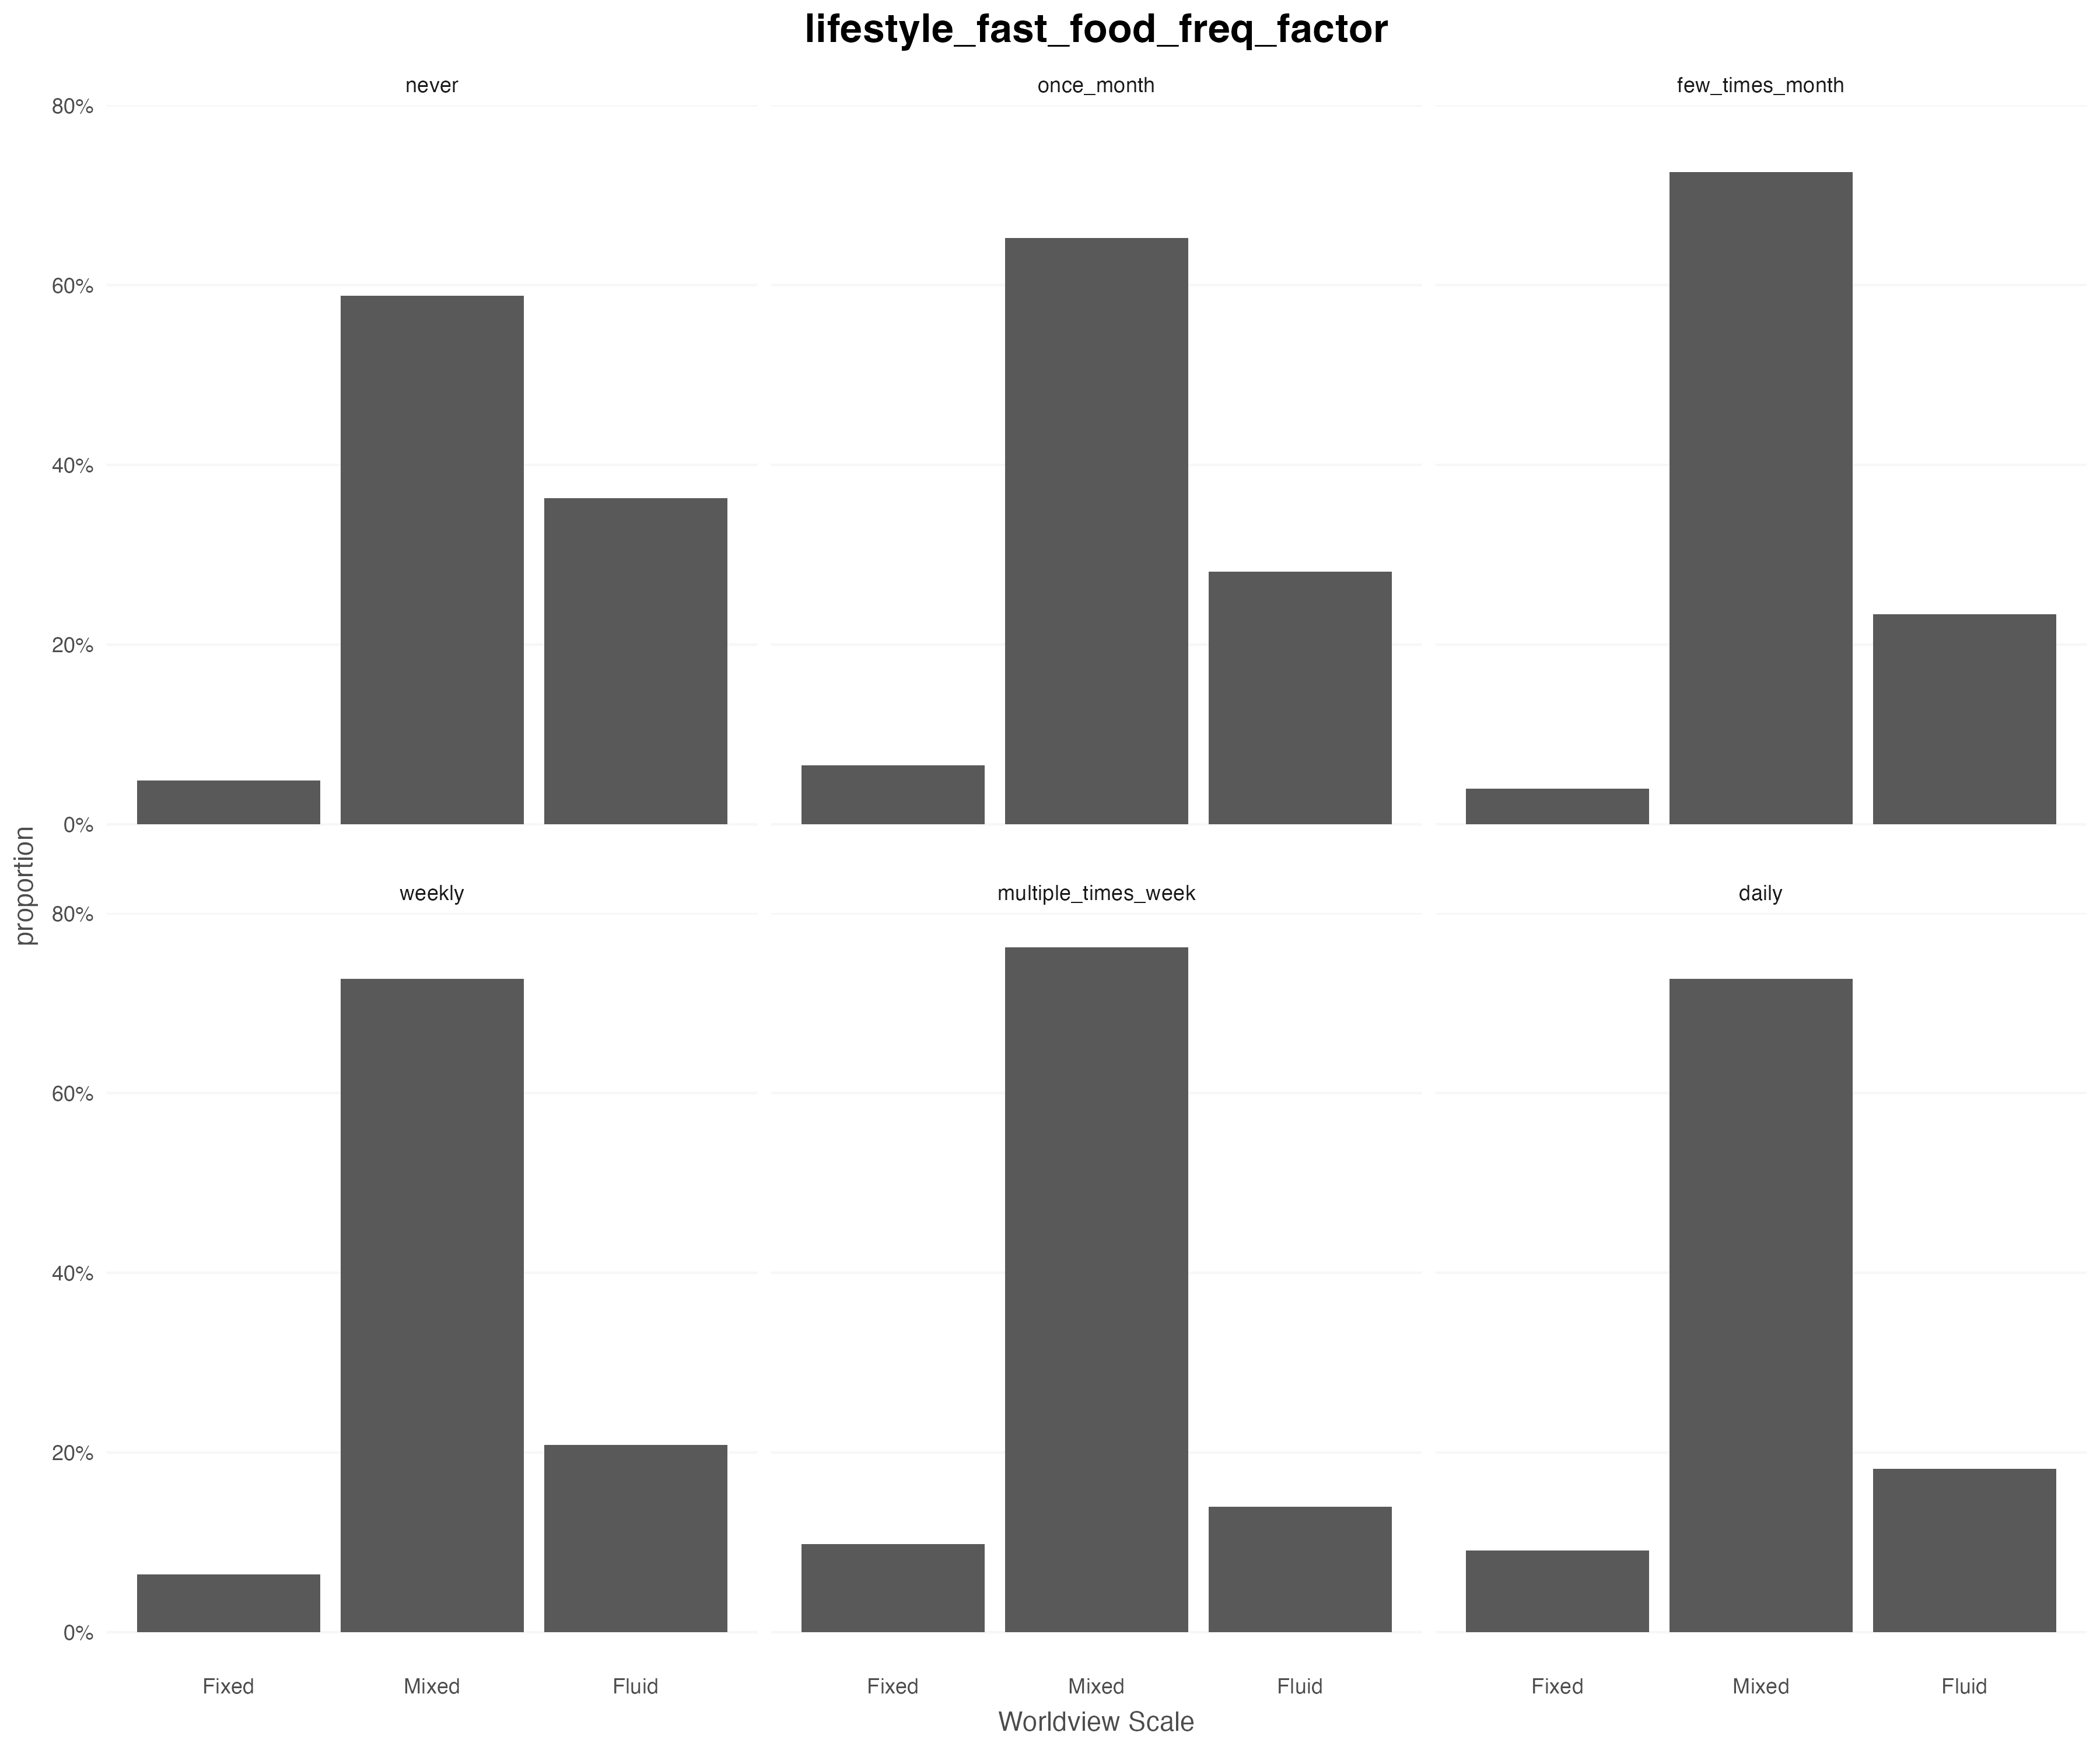 lifestyle_fast_food_freq_factor
never
once_month
few_times_month
80%
60%
40%
20%
0%
proportion
weekly
multiple_times_week
daily
80%
60%
40%
20%
0%
Fixed Mixed Fluid
Fixed Mixed Fluid
Fixed Mixed Fluid
Worldview Scale